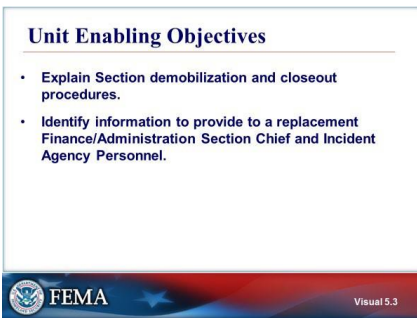 Unit Enabling Objectives
• Explain Section demobilization and closeout
procedures.
• Identify information to provide to a replacement
Finance/Administration Section Chief and Incident
Agency Personnel.
FEMA
Visual 5.3